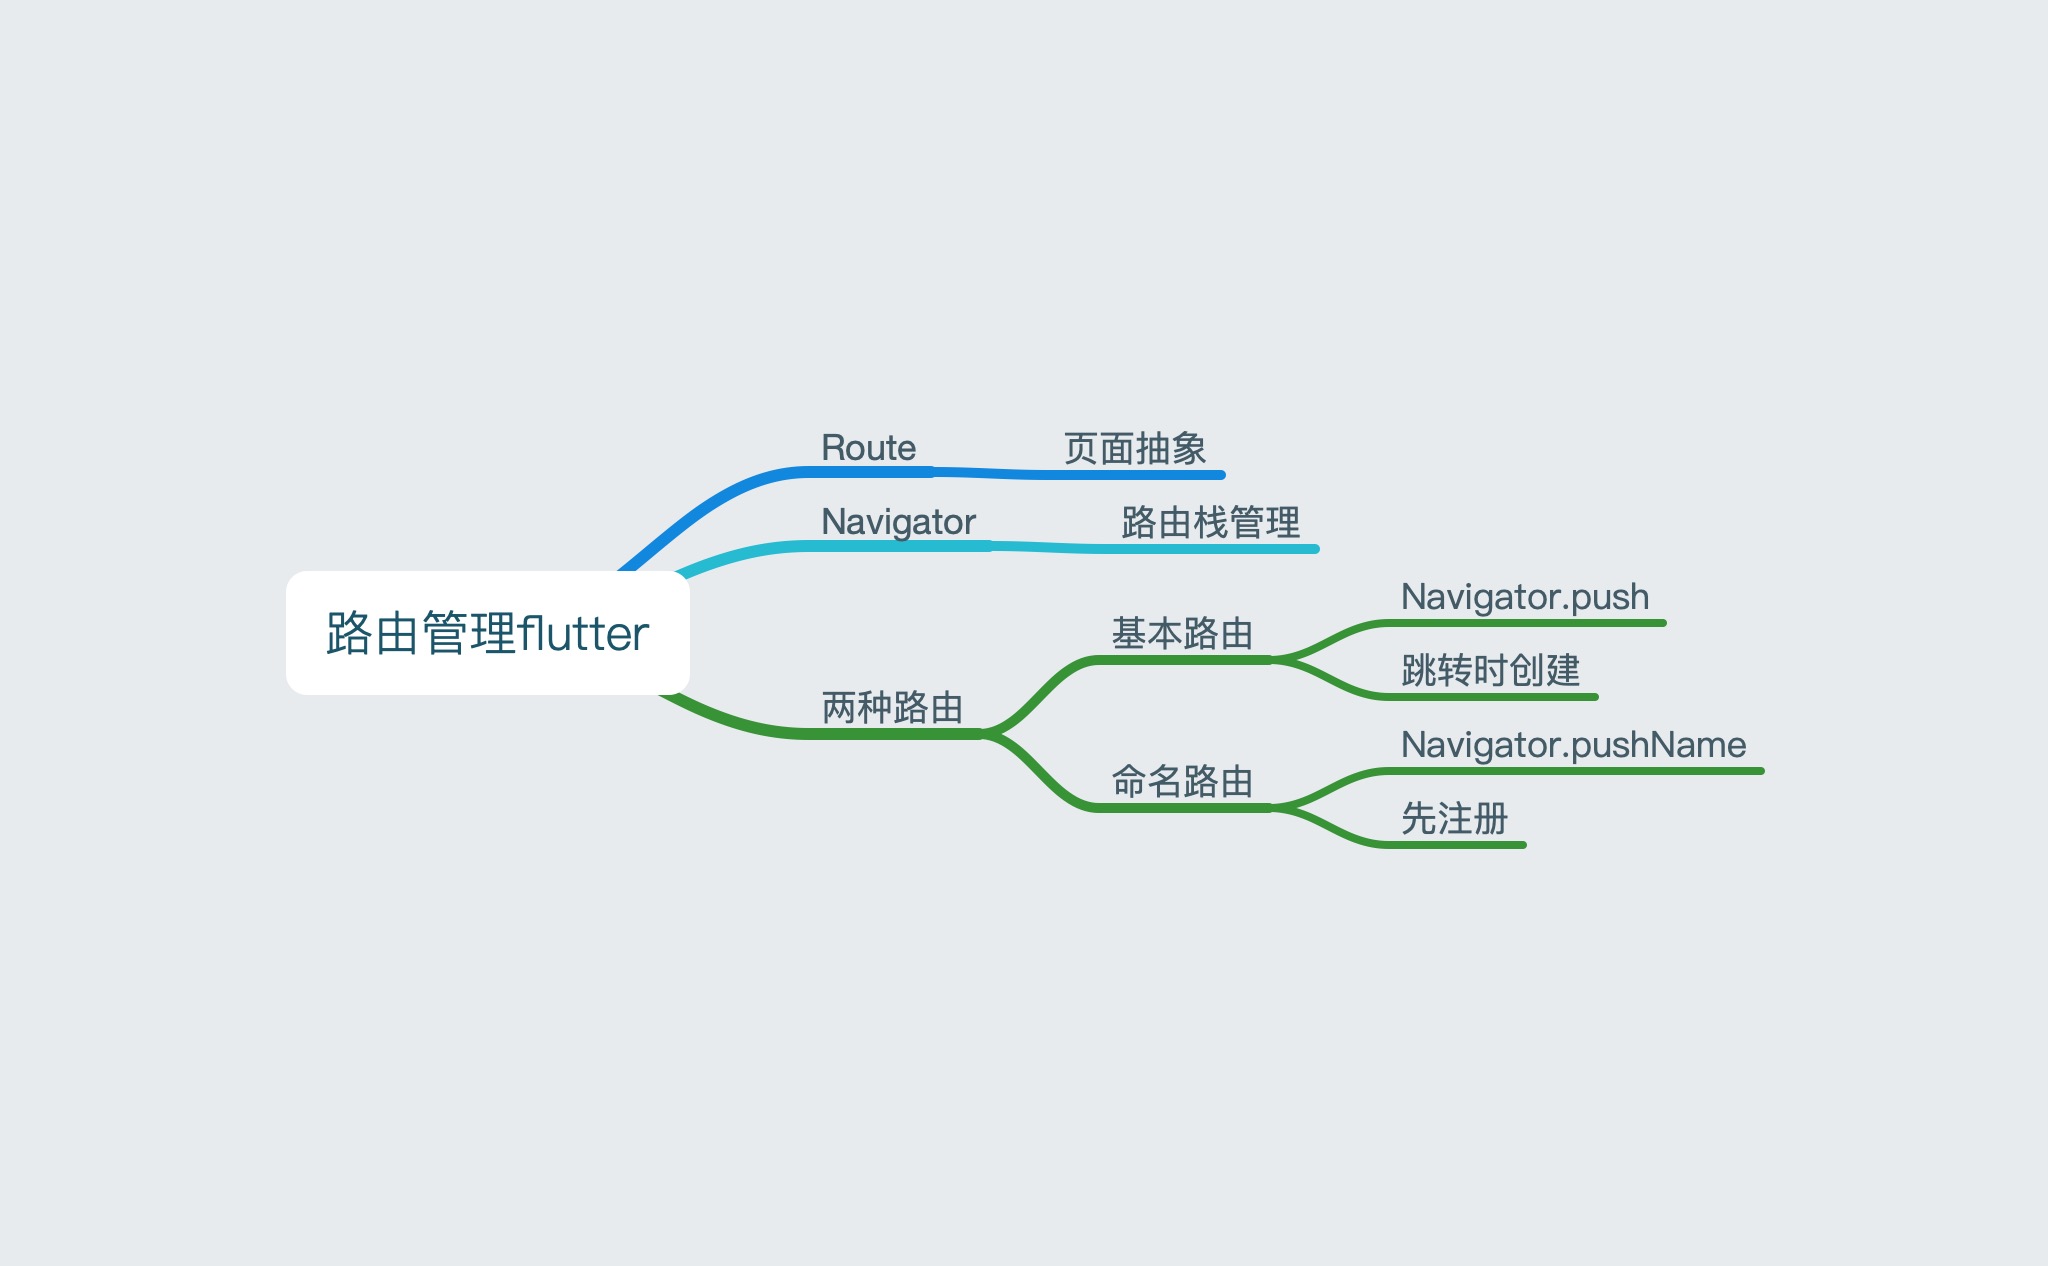 路由管理flutter
Route
页面抽象
Navigator
路由栈管理
两种路由
基本路由
Navigator.push
跳转时创建
命名路由
Navigator.pushName
先注册